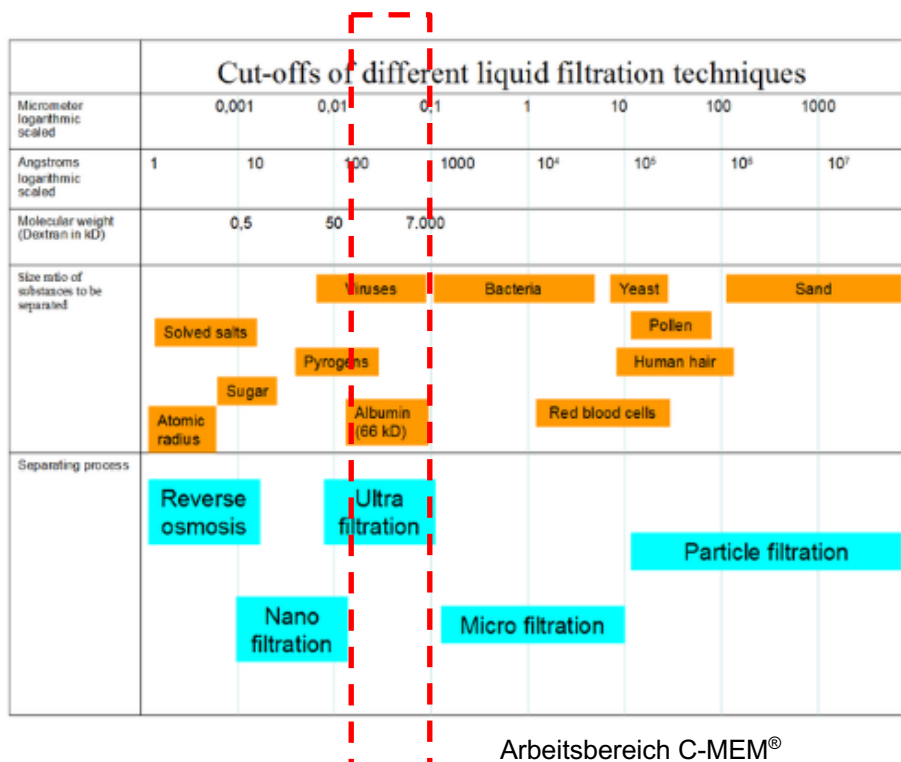 Cut-offs of different liquid filtration techniques
Micrometer
logarithmic
scaled
0,001 0,01 0,1 1 10 100 1000
Angstroms
logarithmic
scaled
1 10 100 1000 10⁴ 10⁵ 10⁶ 10⁷
Molecular weight
(Dextran in kD)
0,5 50 7.000
Size ratio of
substances to be
separated
Viruses Bacteria Yeast Sand
Solved salts
Pollen
Pyrogens
Human hair
Sugar
Atomic
radius
Albumin
(66 kD)
Red blood cells
Separating process
Reverse
osmosis
Ultra
filtration
Particle filtration
Nano
filtration
Micro filtration
Arbeitsbereich C-MEM®